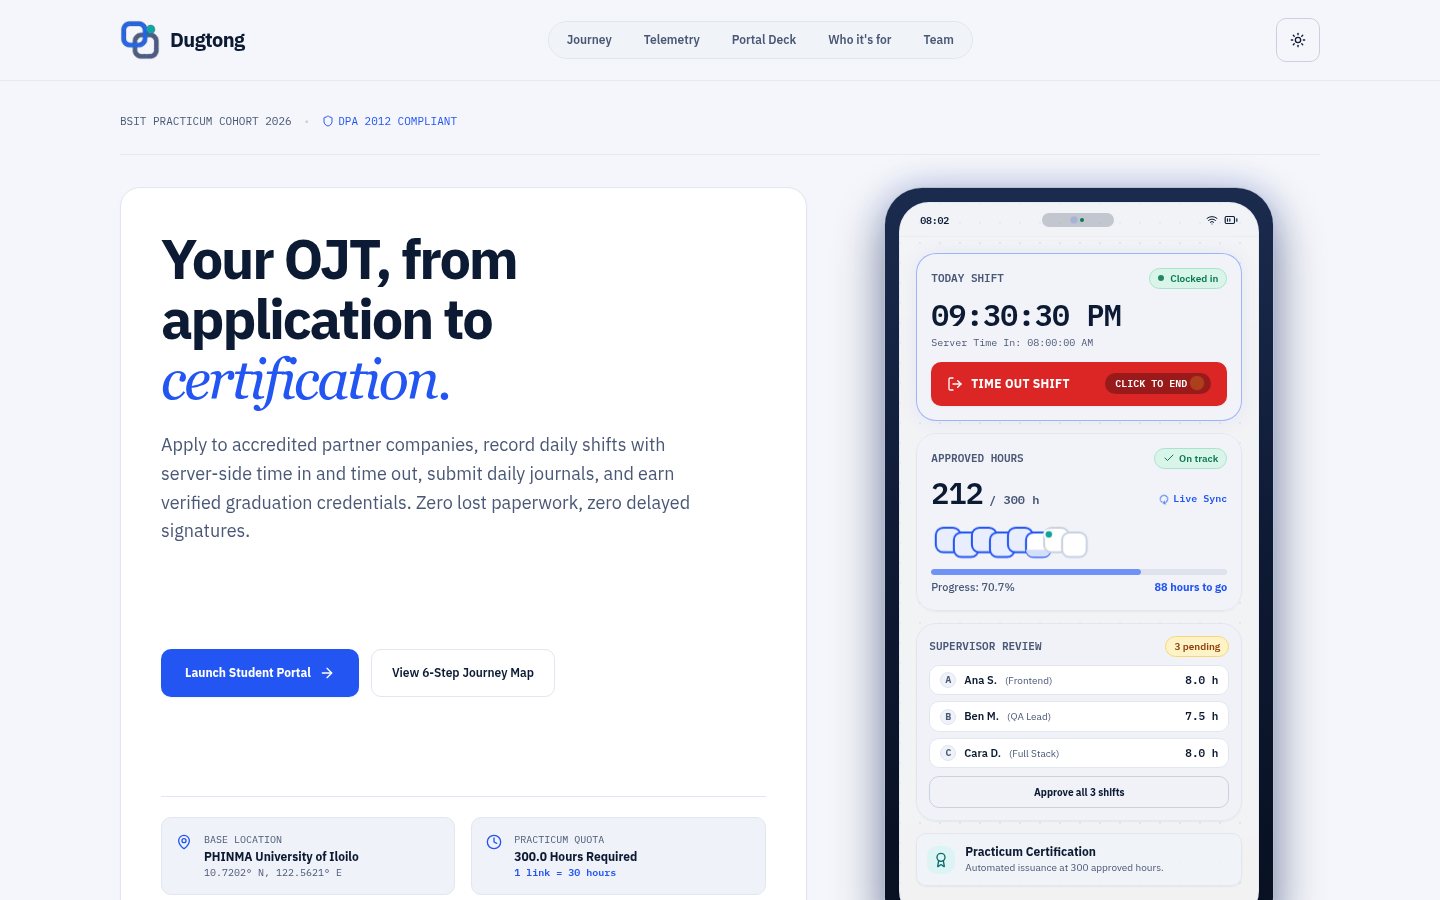 Dugtong
Journey
Telemetry
Portal Deck
Who it's for
Team
BSIT PRACTICUM COHORT 2026 · DPA 2012 COMPLIANT
Your OJT, from
application to
certification.
Apply to accredited partner companies, record daily shifts with
server-side time in and time out, submit daily journals, and earn
verified graduation credentials. Zero lost paperwork, zero delayed
signatures.
Launch Student Portal →
View 6-Step Journey Map
BASE LOCATION
PHINMA University of Iloilo
10.7202° N, 122.5621° E
PRACTICUM QUOTA
300.0 Hours Required
1 link = 30 hours
08:02
TODAY SHIFT
Clocked in
09:30:30 PM
Server Time In: 08:00:00 AM
TIME OUT SHIFT
CLICK TO END
APPROVED HOURS
On track
212 / 300 h
Live Sync
Progress: 70.7%
88 hours to go
SUPERVISOR REVIEW
3 pending
A Ana S. (Frontend) 8.0 h
B Ben M. (QA Lead) 7.5 h
C Cara D. (Full Stack) 8.0 h
Approve all 3 shifts
Practicum Certification
Automated issuance at 300 approved hours.